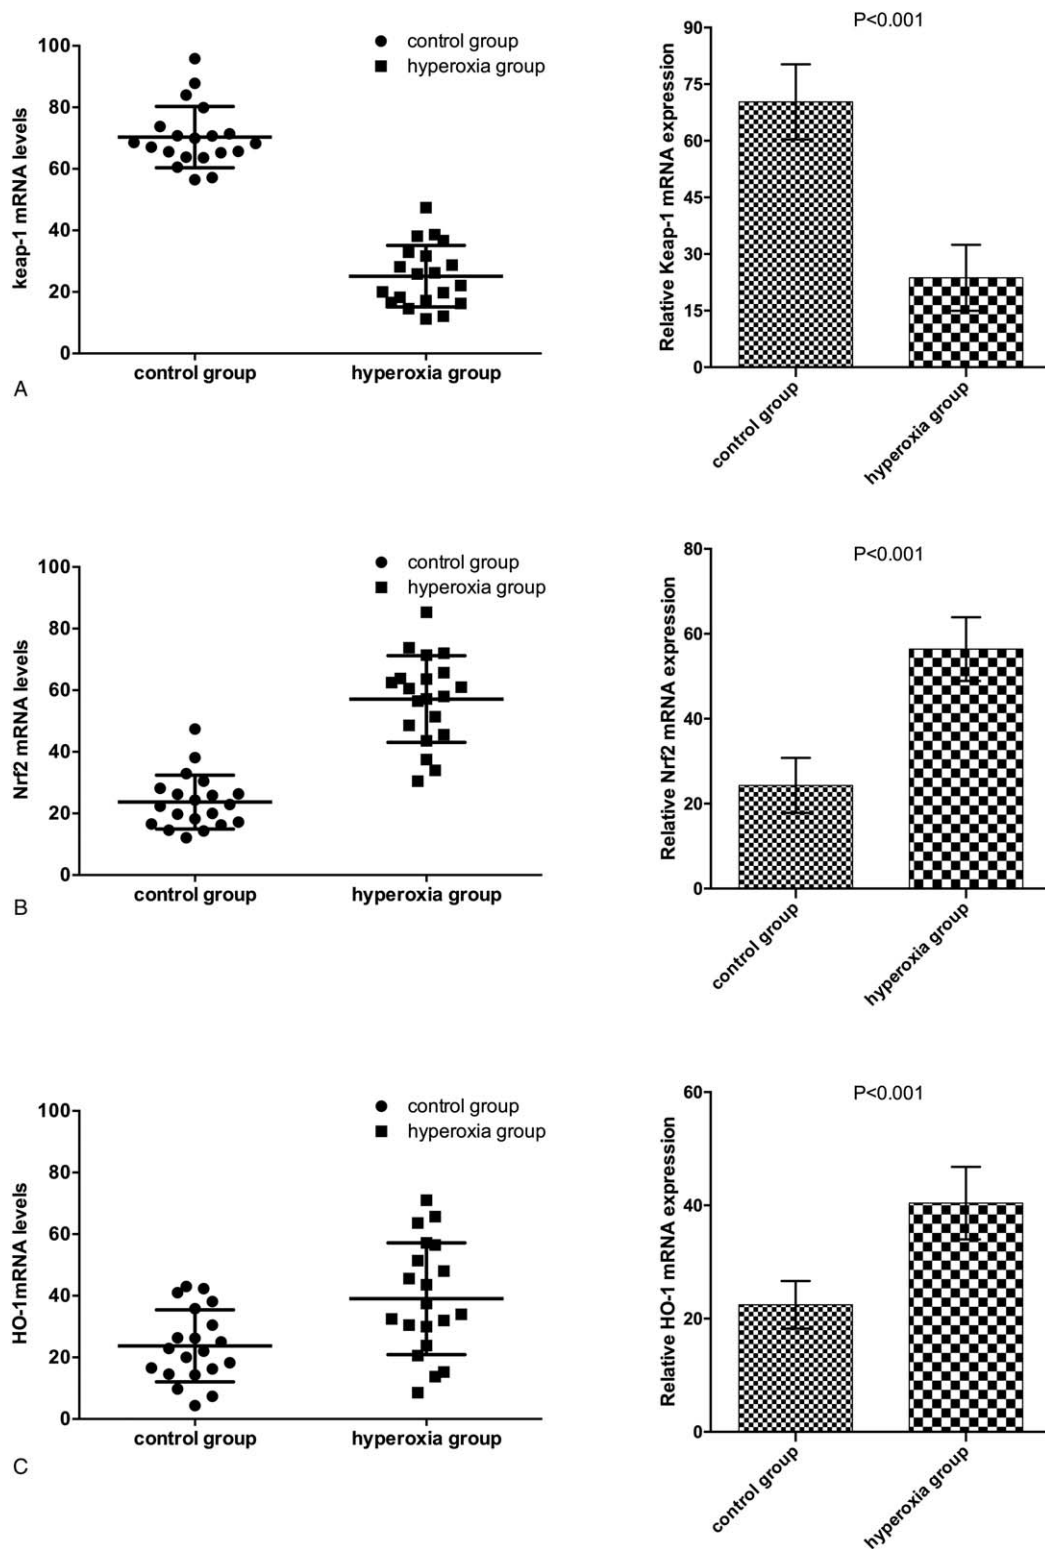 control group
hyperoxia group
keap-1 mRNA levels
100
80
60
40
20
0
control group hyperoxia group
A
P<0.001
Relative Keap-1 mRNA expression
90
75
60
45
30
15
0
control group
hyperoxia group
control group
hyperoxia group
Nrf2 mRNA levels
100
80
60
40
20
0
control group hyperoxia group
B
P<0.001
Relative Nrf2 mRNA expression
80
60
40
20
0
control group
hyperoxia group
control group
hyperoxia group
HO-1mRNA levels
100
80
60
40
20
0
control group hyperoxia group
C
P<0.001
Relative HO-1 mRNA expression
60
40
20
0
control group
hyperoxia group